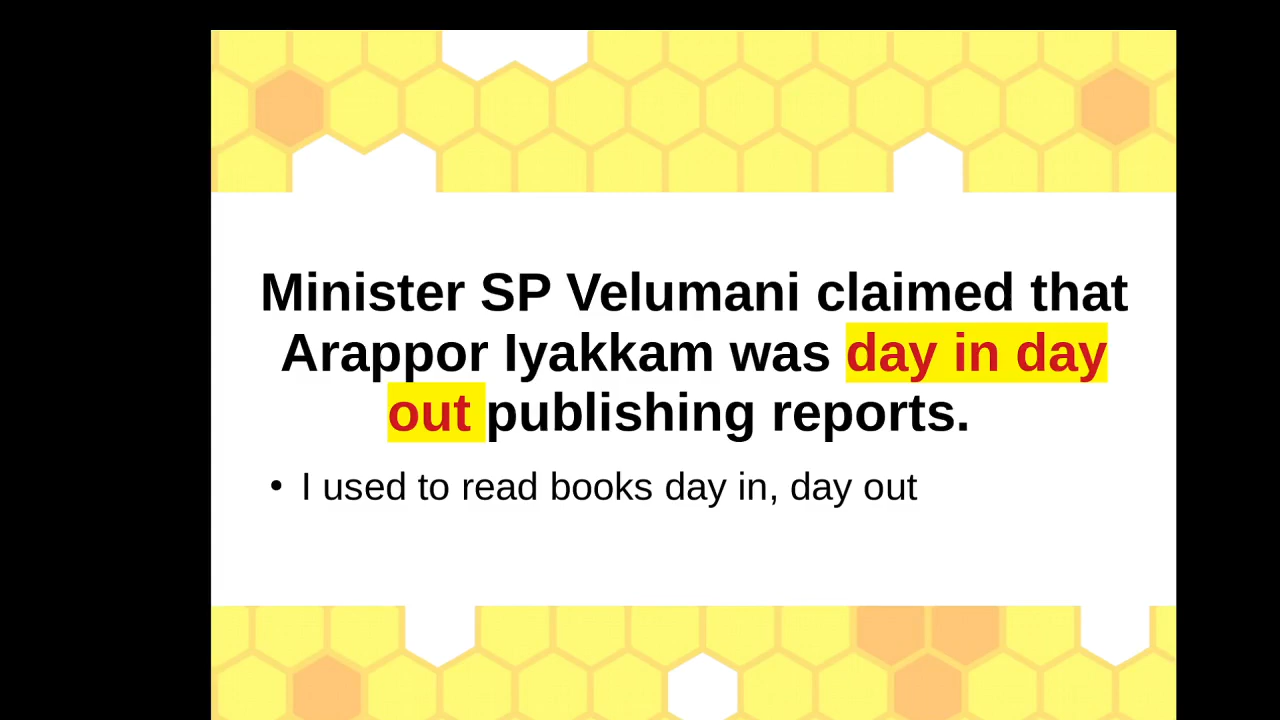 Minister SP Velumani claimed that
Arappor Iyakkam was day in day
out publishing reports.
• I used to read books day in, day out